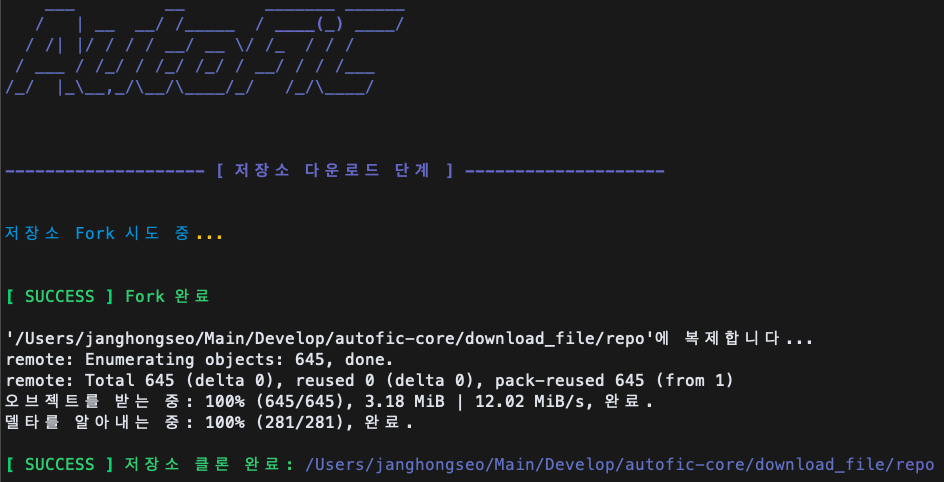 AutoFiC
-------------------- [ 저장소 다운로드 단계 ] --------------------
저장소 Fork 시도 중...
[ SUCCESS ] Fork 완료
'/Users/janghongseo/Main/Develop/autofic-core/download_file/repo'에 복제합니다...
remote: Enumerating objects: 645, done.
remote: Total 645 (delta 0), reused 0 (delta 0), pack-reused 645 (from 1)
오브젝트를 받는 중: 100% (645/645), 3.18 MiB | 12.02 MiB/s, 완료.
델타를 알아내는 중: 100% (281/281), 완료.
[ SUCCESS ] 저장소 클론 완료: /Users/janghongseo/Main/Develop/autofic-core/download_file/repo